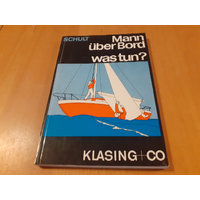 SCHULT
Mann
über Bord
was tun?
KLASING+CO